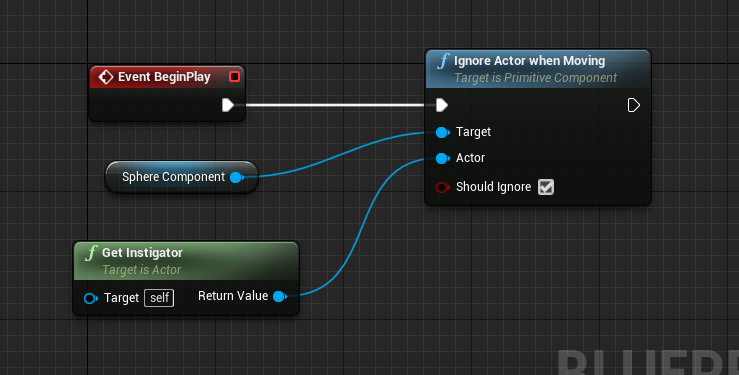 Event BeginPlay
Ignore Actor when Moving
Target is Primitive Component
Target
Actor
Should Ignore
Sphere Component
Get Instigator
Target is Actor
Target self
Return Value